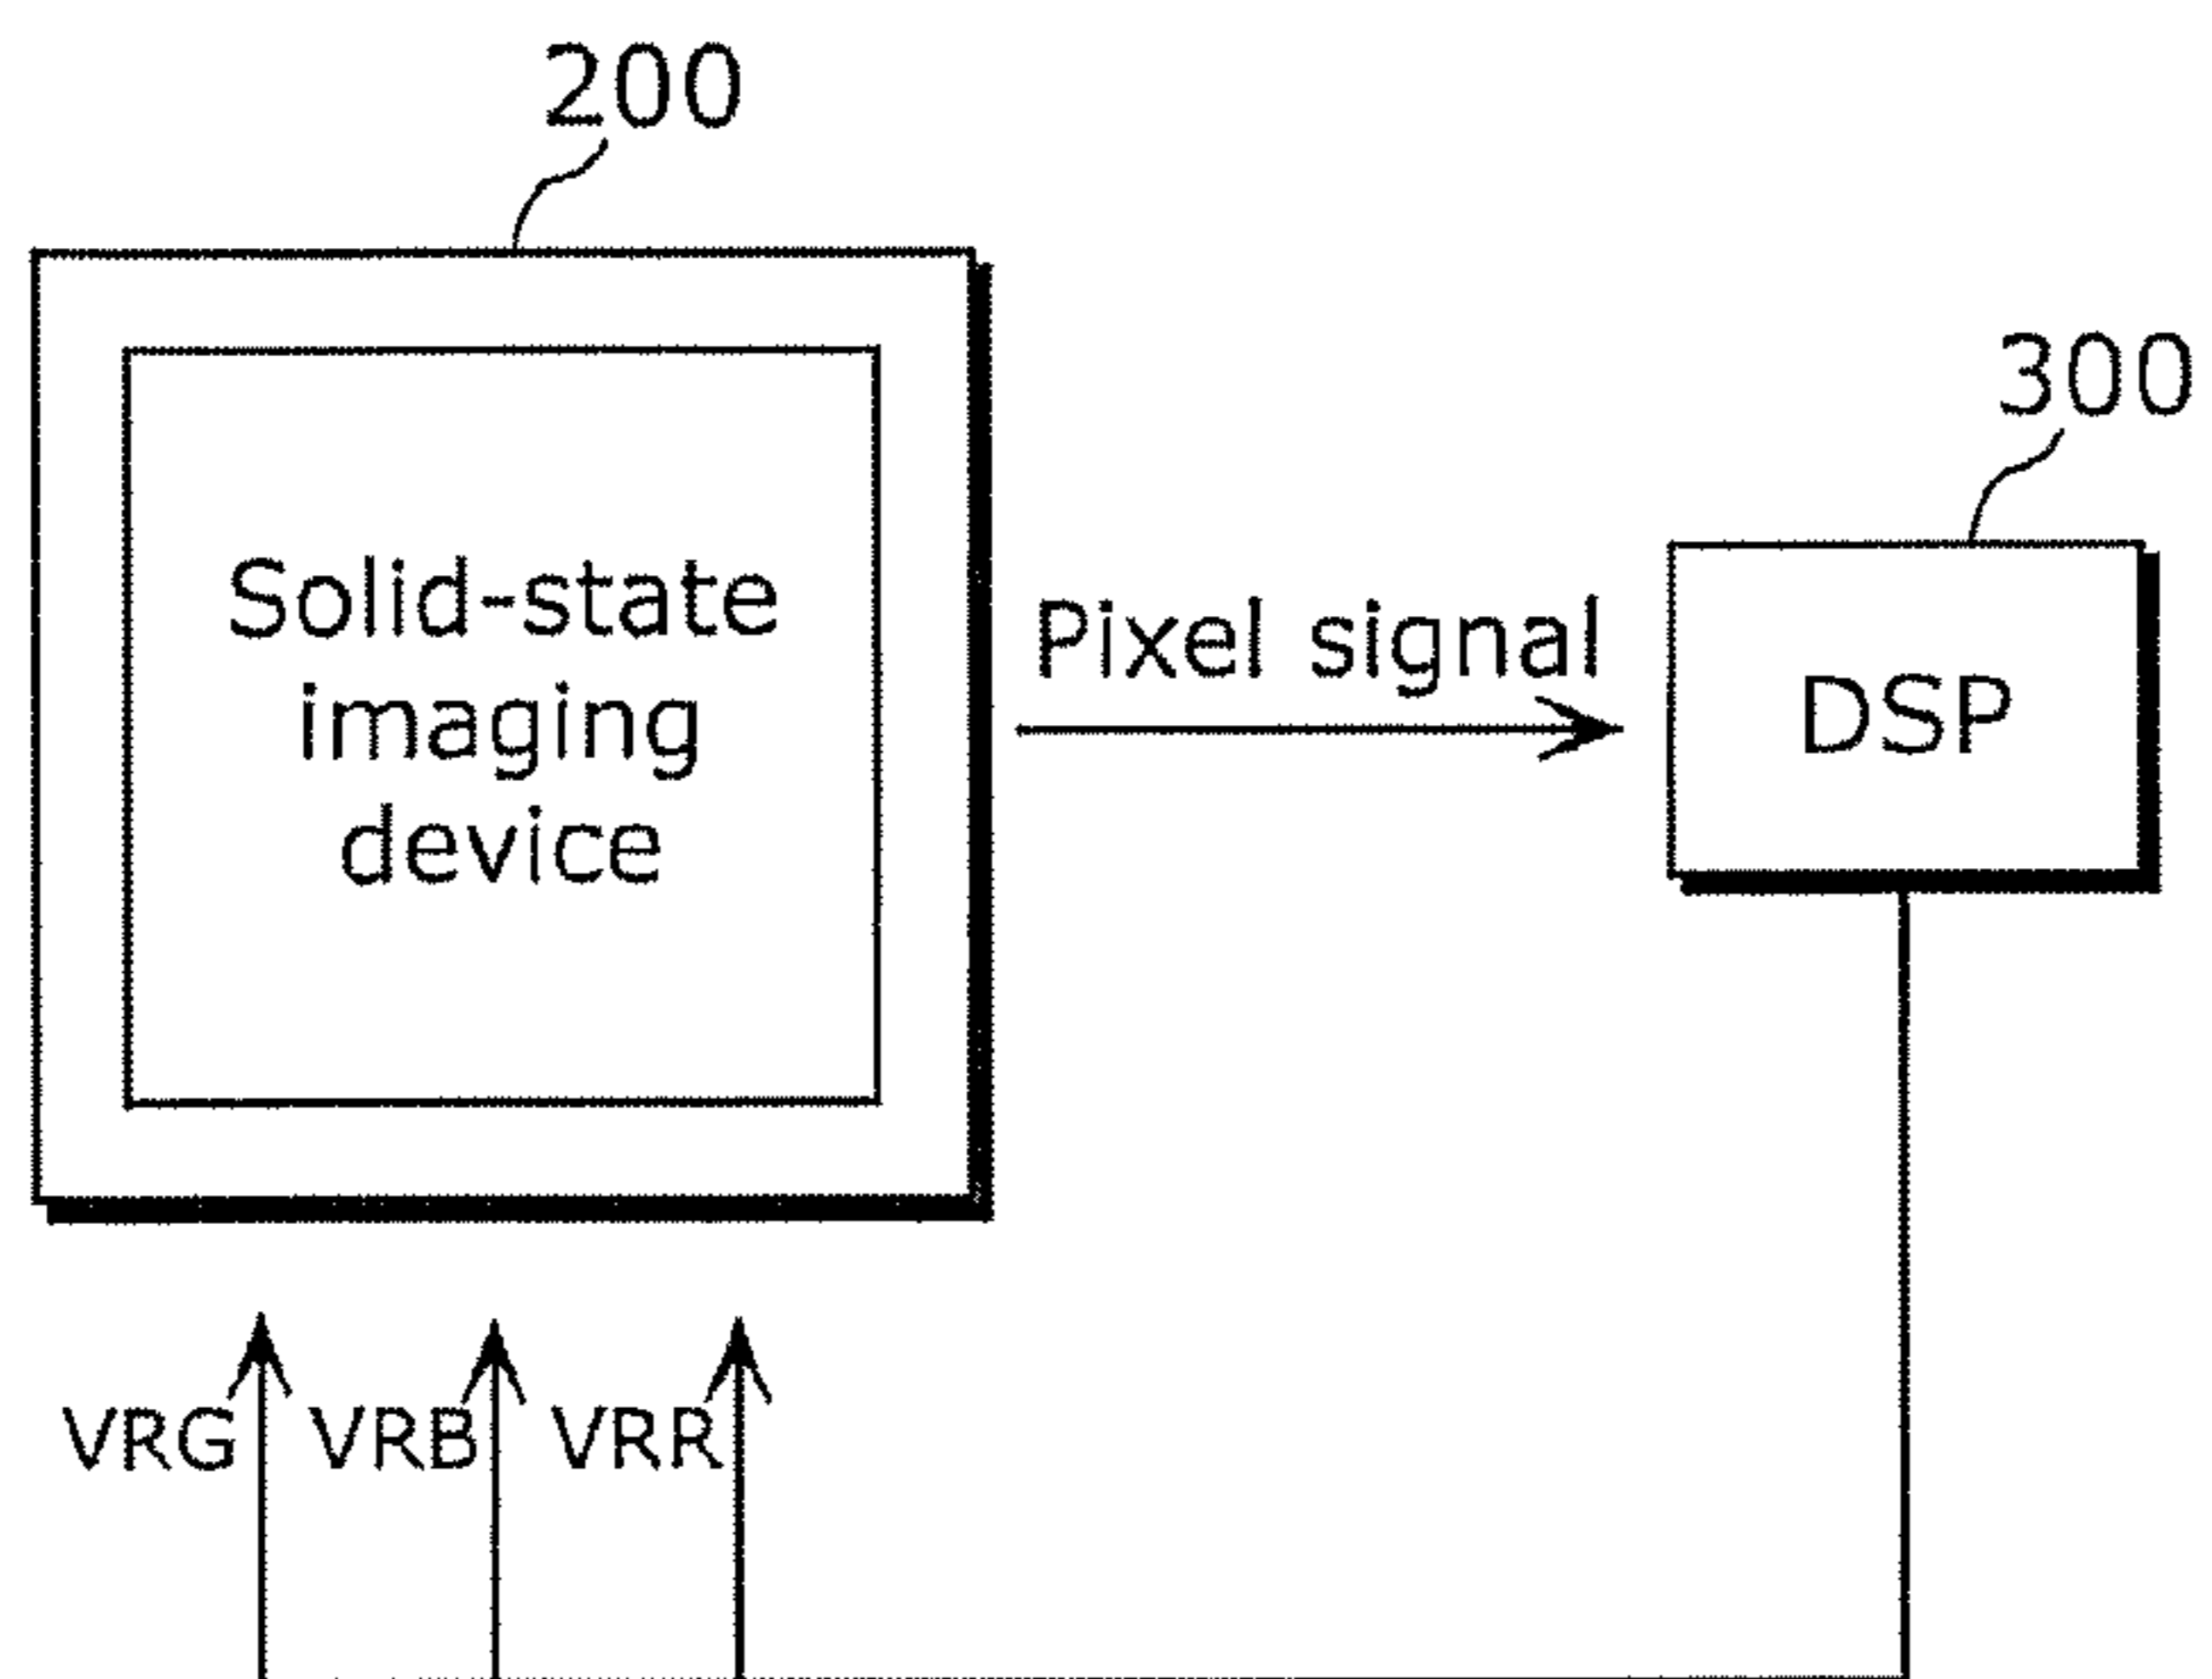 200
300
Solid-state
imaging
device
Pixel signal
DSP
VRG VRB VRR